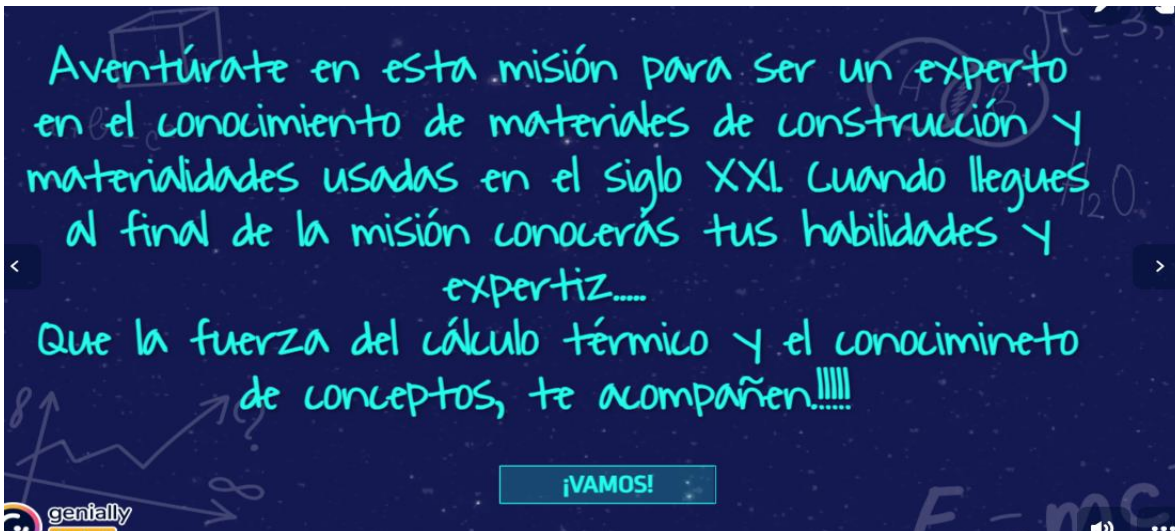 Aventúrate en esta misión para ser un experto
en el conocimiento de materiales de construcción y
materialidades usadas en el siglo XXI. Cuando llegues
al final de la misión conocerás tus habilidades y
expertiz.....
Que la fuerza del cálculo térmico y el conocimineto
de conceptos, te acompañen.!!!!!
¡VAMOS!
genially
A B
H₂O
∞
E=mc